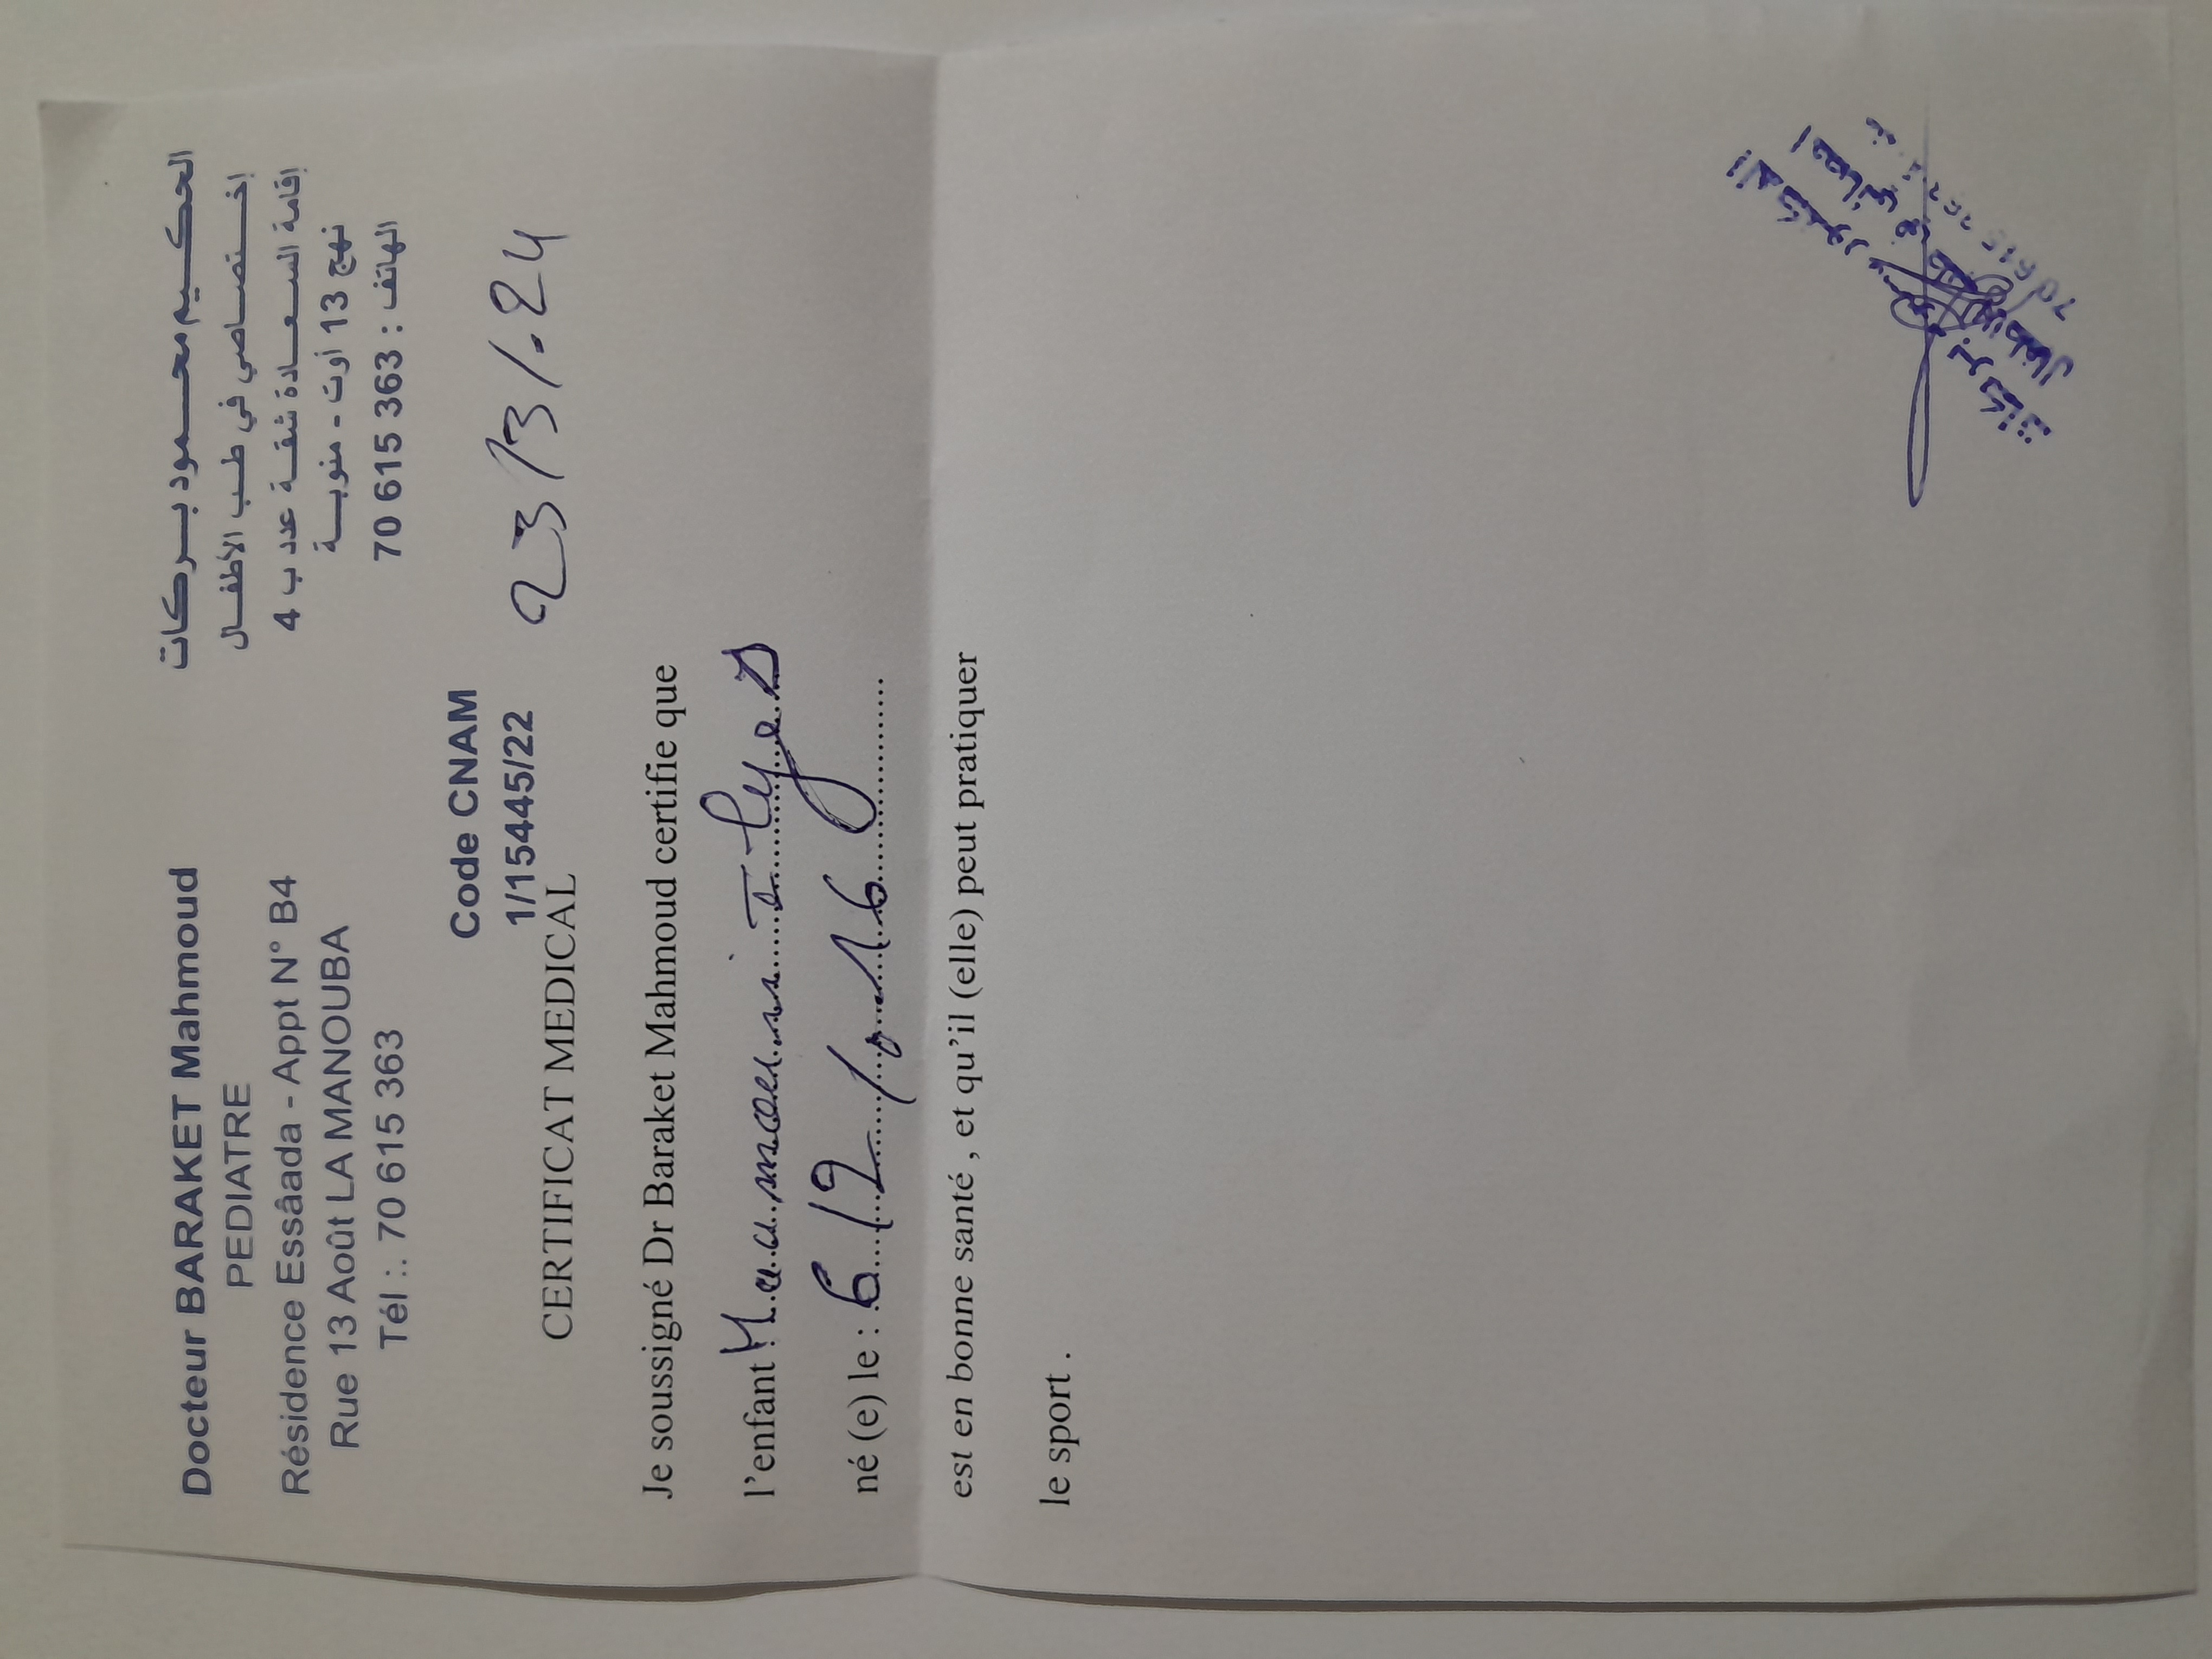 Docteur BARAKET Mahmoud
PEDIATRE
Résidence Essâada - Appt N° B4
Rue 13 Août LA MANOUBA
Tél :. 70 615 363
الحكيم محمود بركات
إختصاصي في طب الأطفال
إقامة السعادة شقة عدد ب 4
نهج 13 أوت - منوبة
الهاتف : 363 615 70
Code CNAM
1/15445/22
23/3/.24
CERTIFICAT MEDICAL
Je soussigné Dr Baraket Mahmoud certifie que
l'enfant Ilyes
né (e) le : 6/2/2016
est en bonne santé , et qu'il (elle) peut pratiquer
le sport .